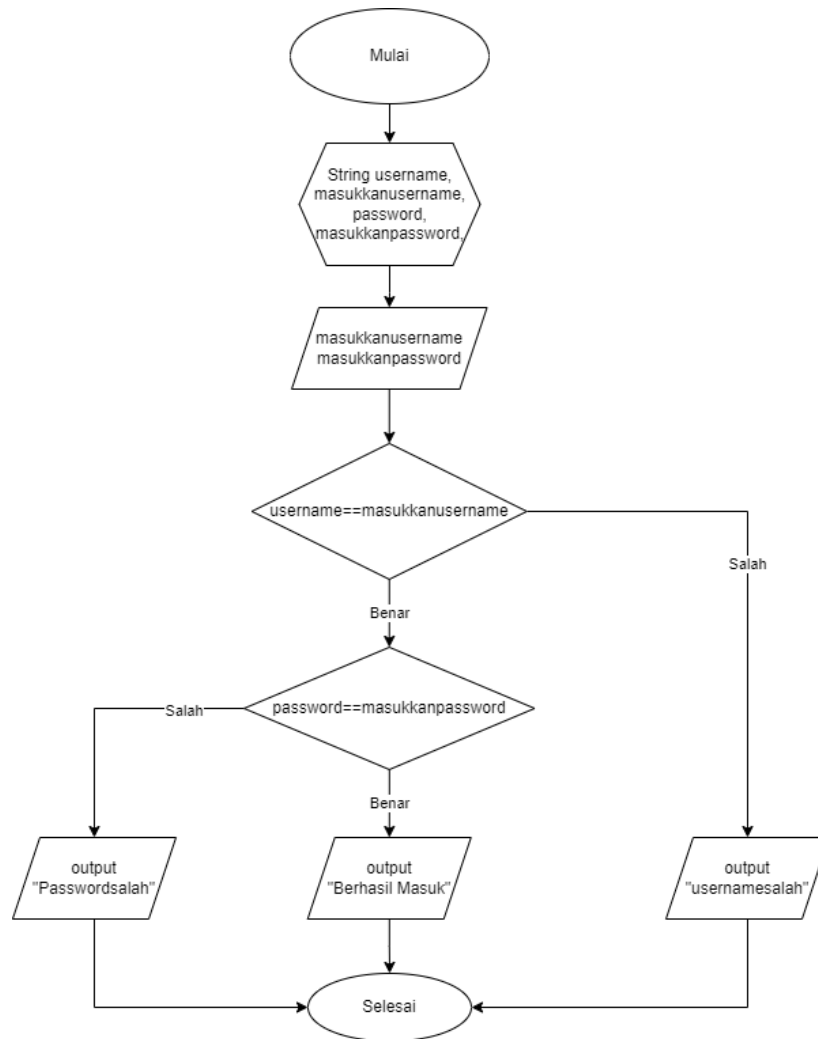 Mulai
String username,
masukkanusername,
password,
masukkanpassword,
masukkanusername
masukkanpassword
username==masukkanusername
Salah
Benar
password==masukkanpassword
Salah
Benar
output
"Passwordsalah"
output
"Berhasil Masuk"
output
"usernamesalah"
Selesai